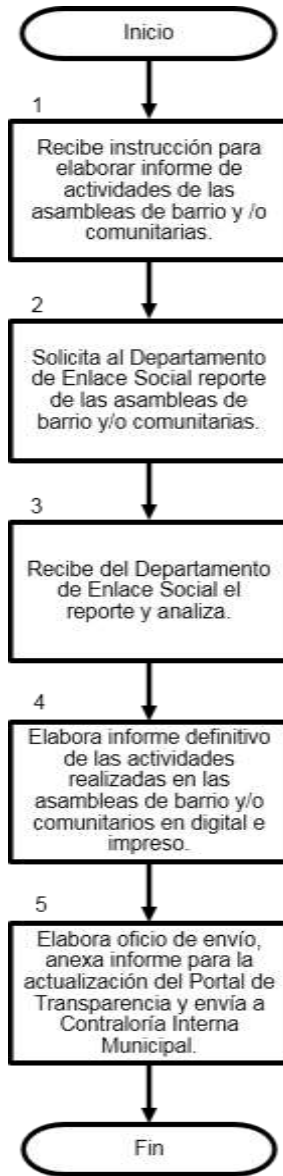 Inicio
1
Recibe instrucción para
elaborar informe de
actividades de las
asambleas de barrio y /o
comunitarias.
2
Solicita al Departamento
de Enlace Social reporte
de las asambleas de
barrio y/o comunitarias.
3
Recibe del Departamento
de Enlace Social el
reporte y analiza.
4
Elabora informe definitivo
de las actividades
realizadas en las
asambleas de barrio y/o
comunitarios en digital e
impreso.
5
Elabora oficio de envío,
anexa informe para la
actualización del Portal de
Transparencia y envía a
Contraloría Interna
Municipal.
Fin